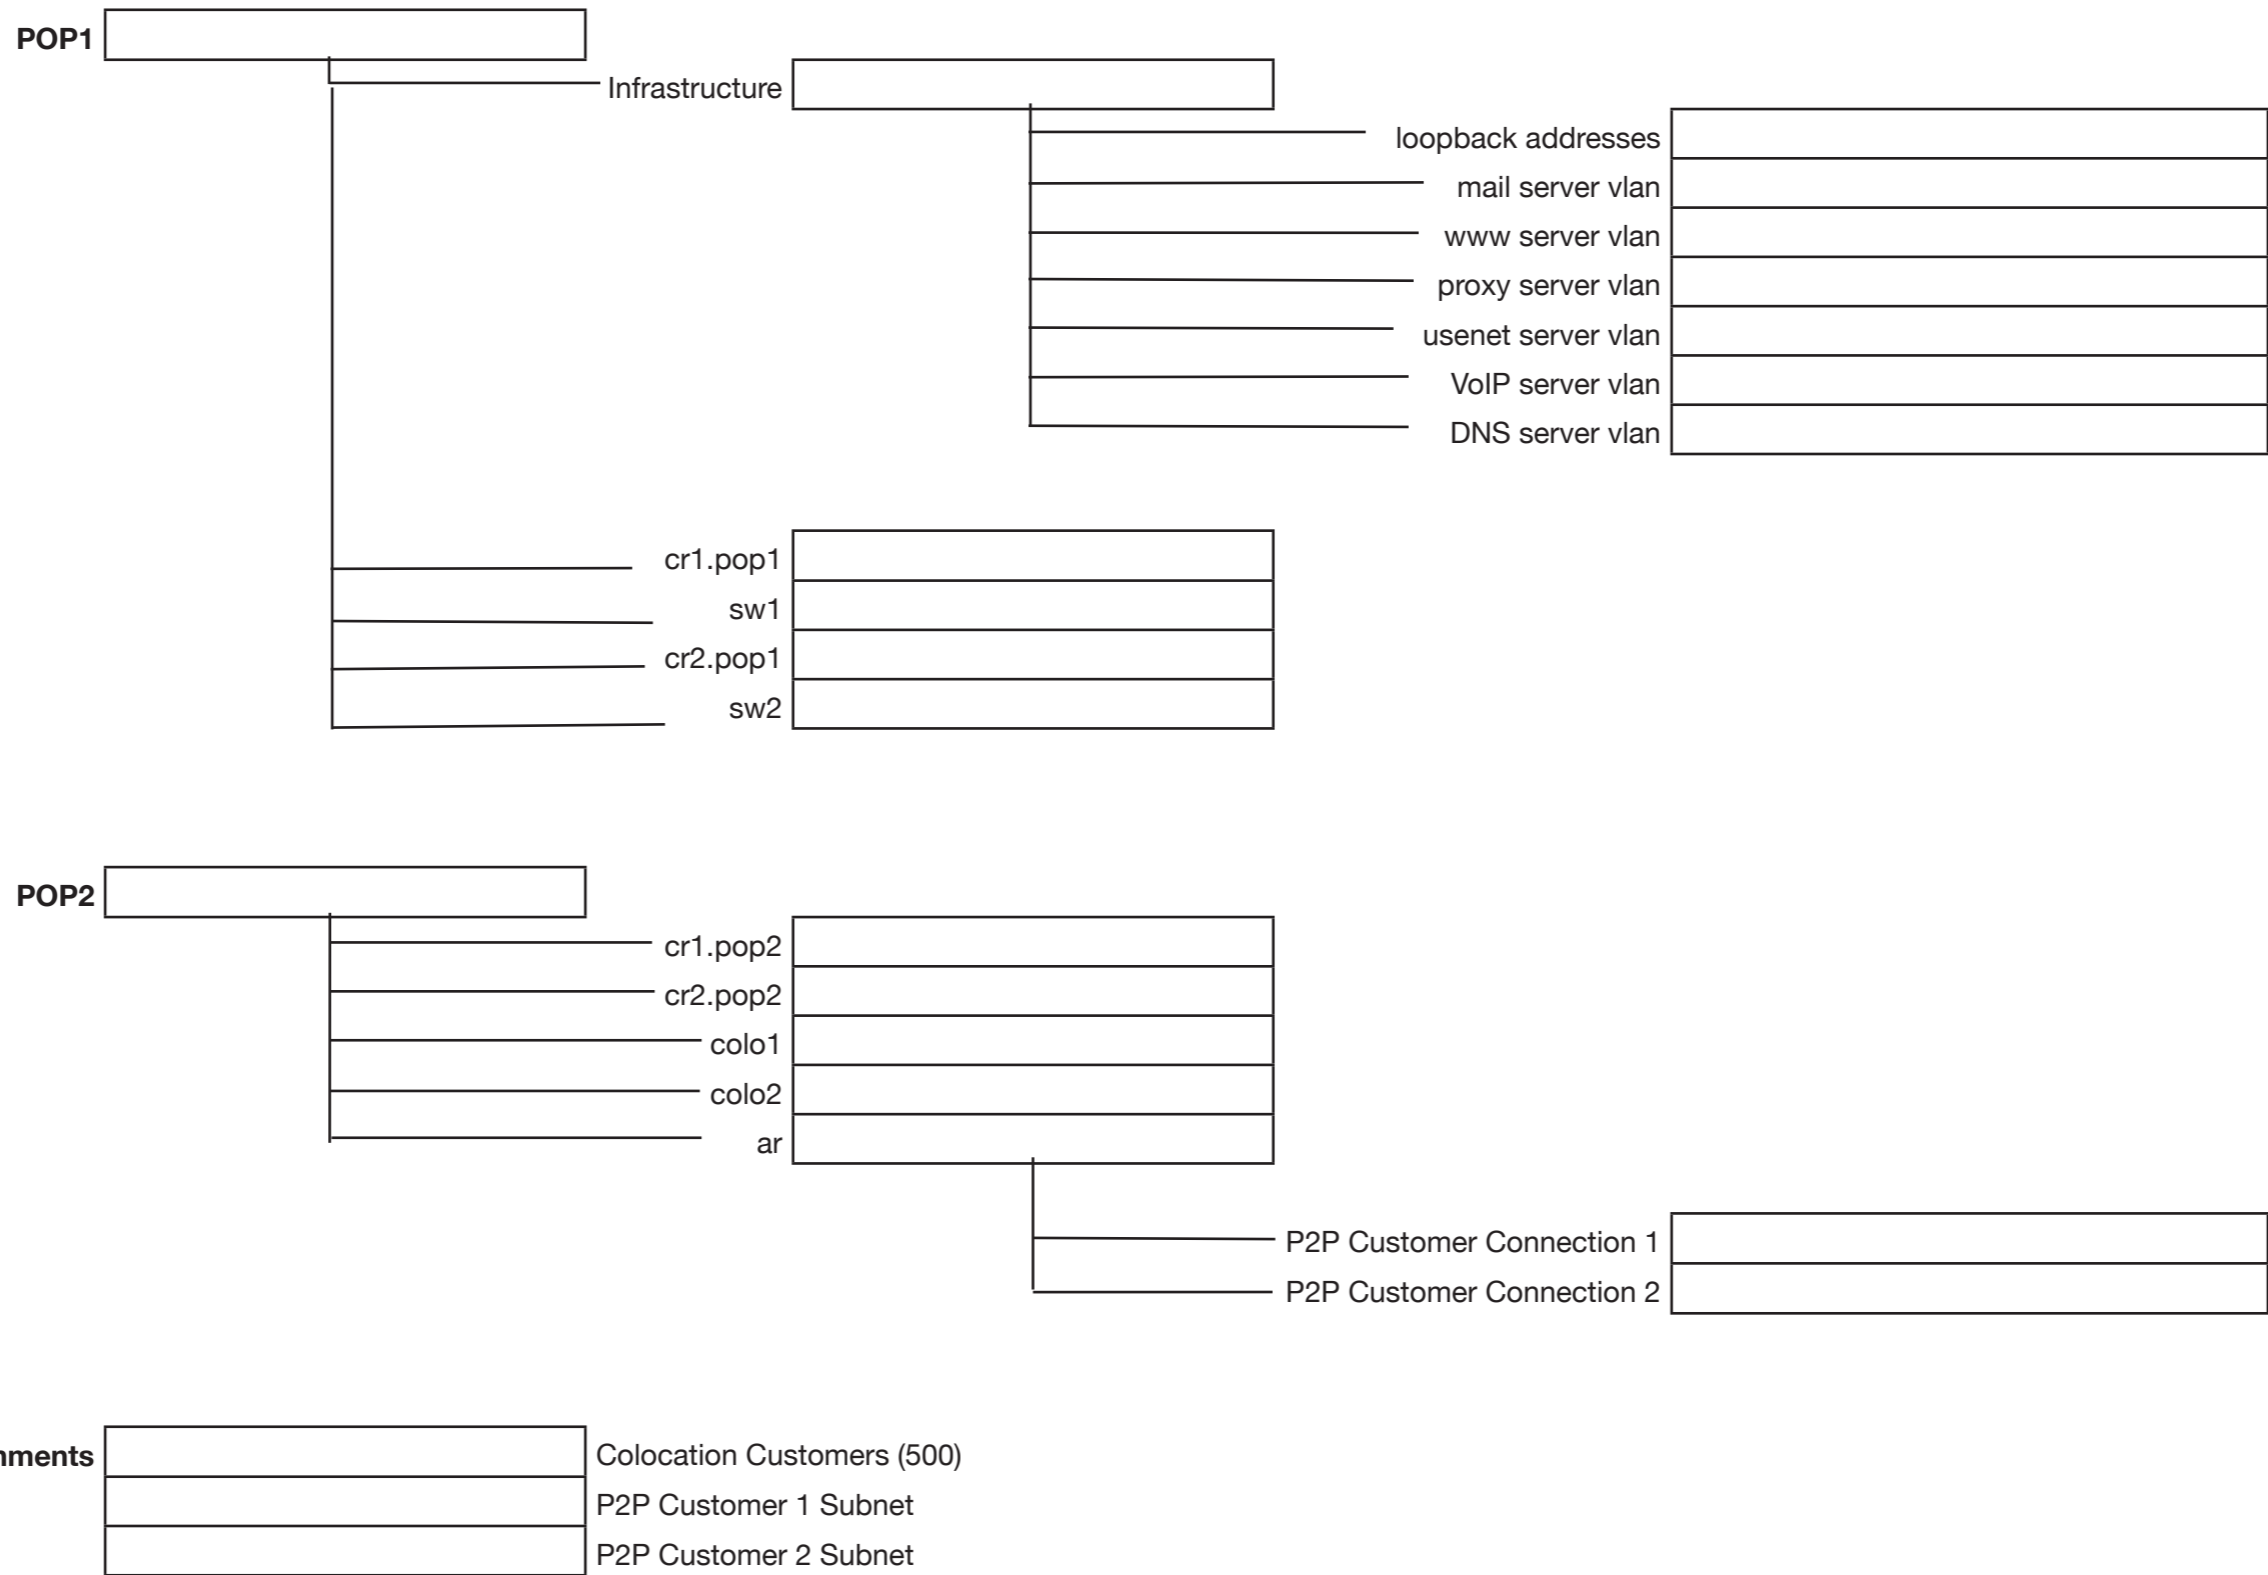 POP1
Infrastructure
loopback addresses
mail server vlan
www server vlan
proxy server vlan
usenet server vlan
VoIP server vlan
DNS server vlan
cr1.pop1
sw1
cr2.pop1
sw2
POP2
cr1.pop2
cr2.pop2
colo1
colo2
ar
P2P Customer Connection 1
P2P Customer Connection 2
nments Colocation Customers (500)
P2P Customer 1 Subnet
P2P Customer 2 Subnet